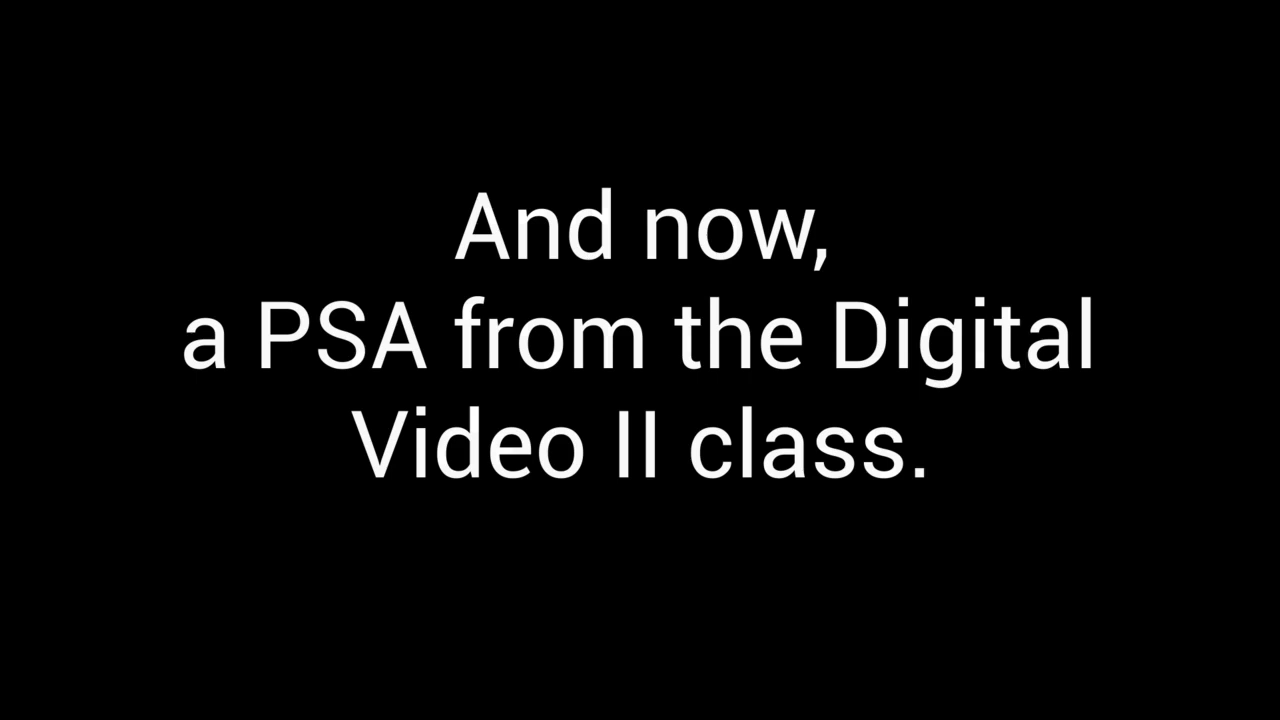 And now,
a PSA from the Digital
Video II class.